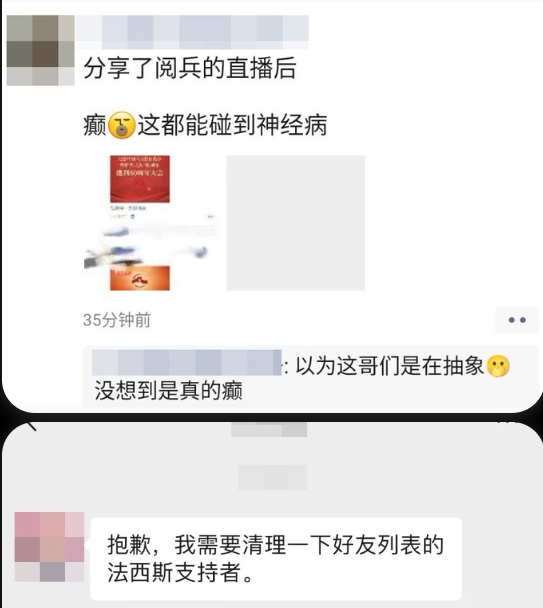 分享了阅兵的直播后
癫😮这都能碰到神经病
35分钟前
: 以为这哥们是在抽象🫢
没想到是真的癫
抱歉，我需要清理一下好友列表的
法西斯支持者。